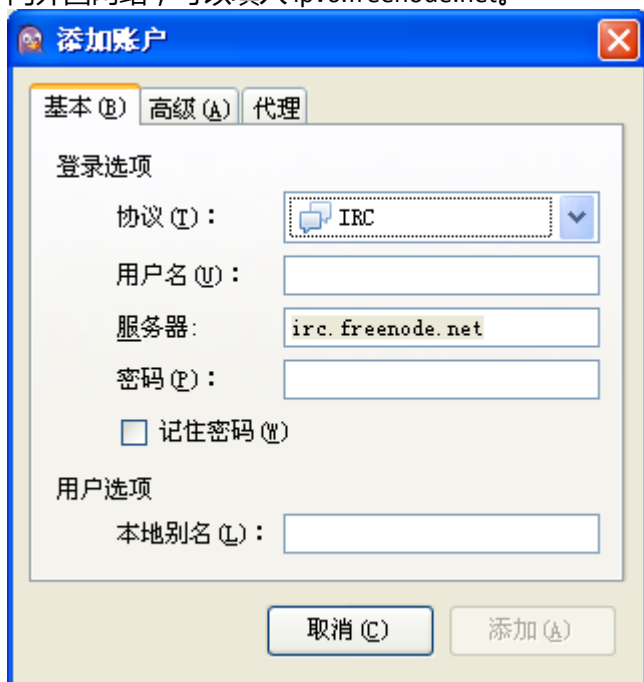 添加账户
基本(B) 高级(A) 代理
登录选项
协议(T)： IRC
用户名(U)：
服务器: irc.freenode.net
密码(P)：
记住密码(W)
用户选项
本地别名(L)：
取消(C) 添加(A)